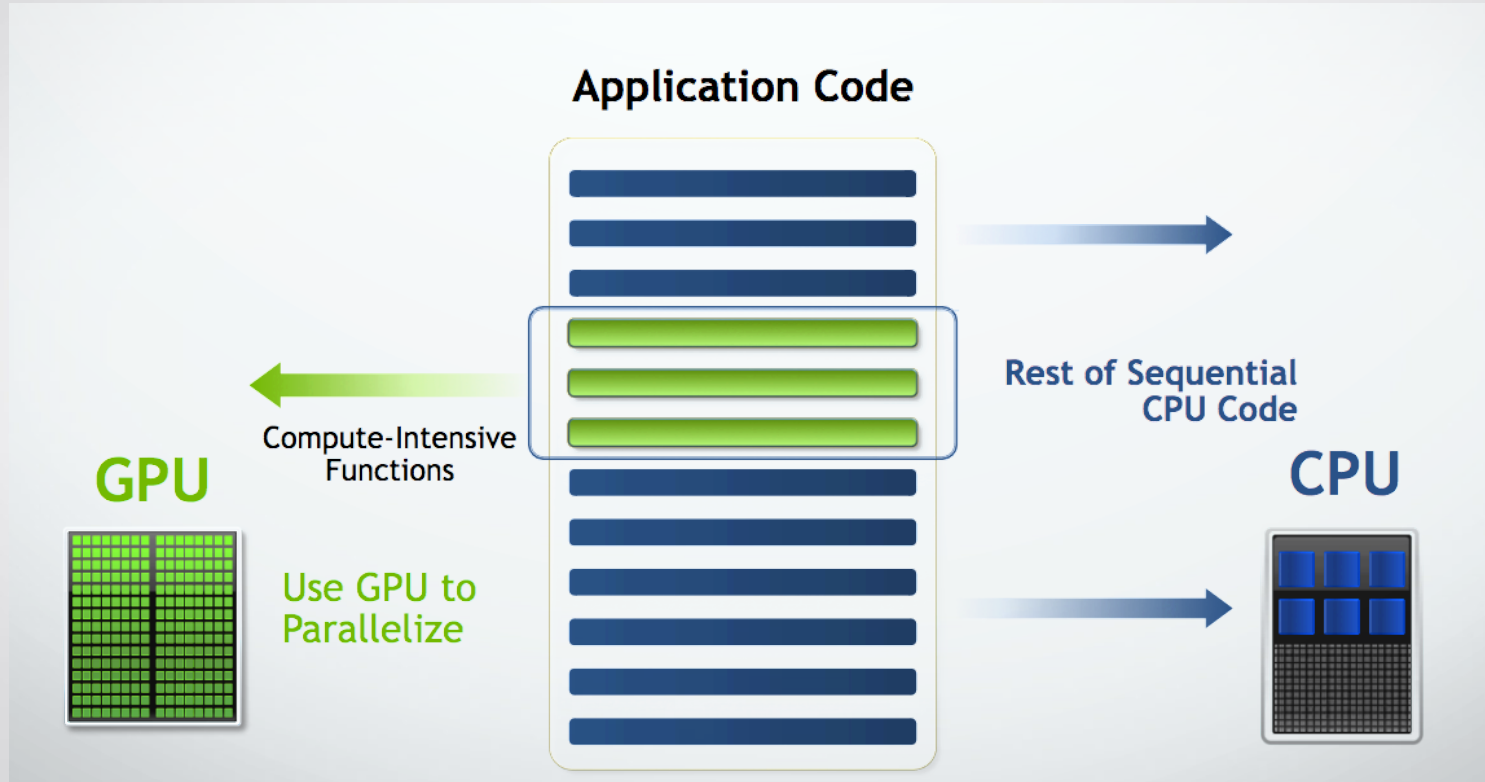 Application Code
Compute-Intensive
Functions
GPU
Use GPU to
Parallelize
Rest of Sequential
CPU Code
CPU